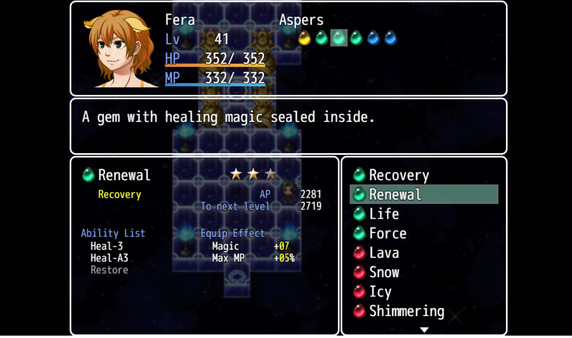 Fera Aspers
Lv 41
HP 352/ 352
MP 332/ 332
A gem with healing magic sealed inside.
Renewal
Recovery
AP 2281
To next level 2719
Ability List
Heal-3
Heal-A3
Restore
Equip Effect
Magic +07
Max MP +05%
Recovery
Renewal
Life
Force
Lava
Snow
Icy
Shimmering